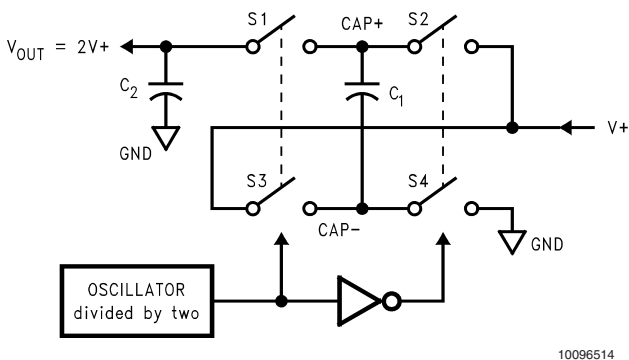 S1
CAP+
S2
VOUT = 2V+
C2
C1
GND
V+
S3
S4
CAP−
GND
OSCILLATOR
divided by two
10096514